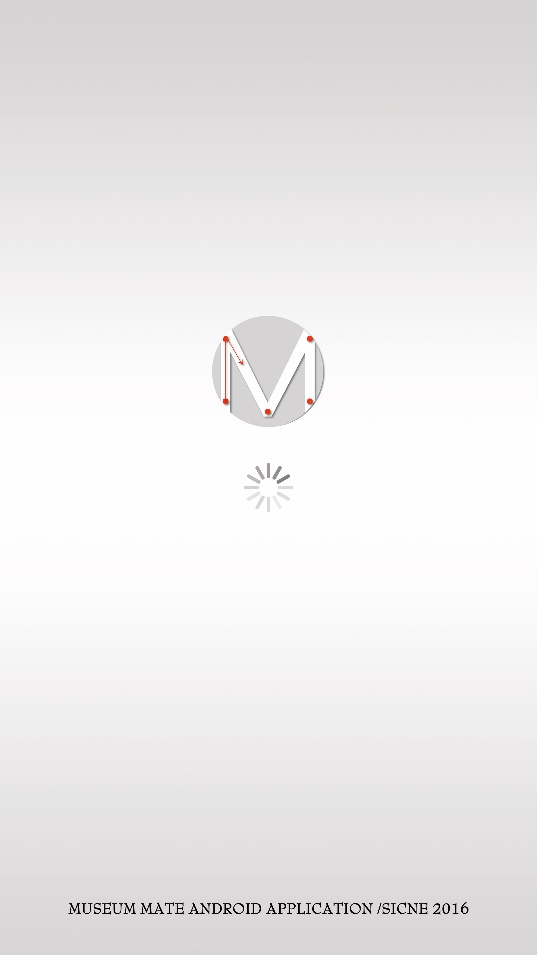 M
MUSEUM MATE ANDROID APPLICATION /SICNE 2016